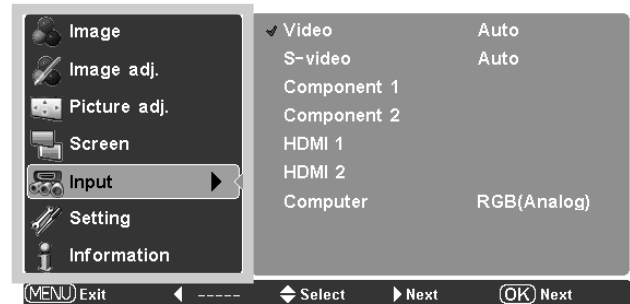 Image
Image adj.
Picture adj.
Screen
Input
Setting
Information
Video Auto
S-video Auto
Component 1
Component 2
HDMI 1
HDMI 2
Computer RGB(Analog)
MENU Exit ----- Select Next OK Next